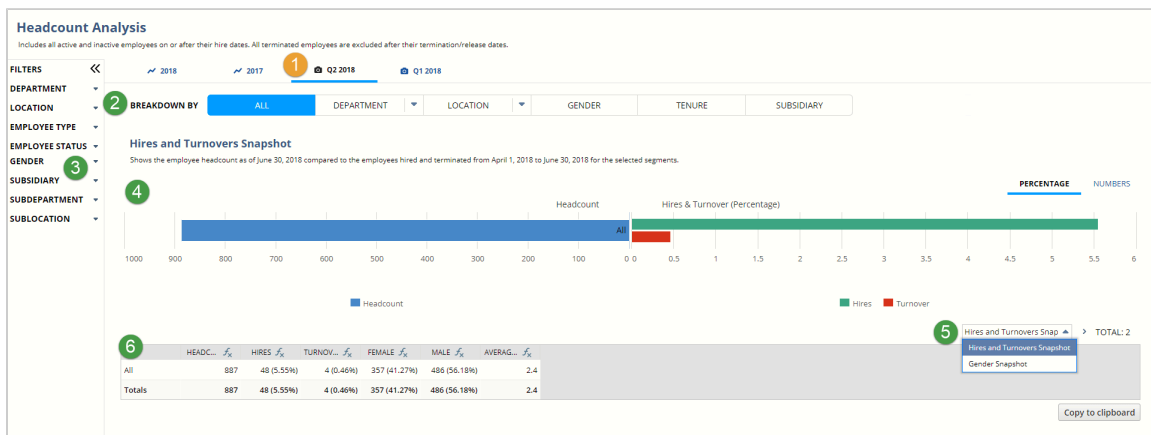 Headcount Analysis
Includes all active and inactive employees on or after their hire dates. All terminated employees are excluded after their termination/release dates.
FILTERS
DEPARTMENT
LOCATION
EMPLOYEE TYPE
EMPLOYEE STATUS
GENDER
SUBSIDIARY
SUBDEPARTMENT
SUBLOCATION
1
2018 2017 Q2 2018 Q1 2018
2 BREAKDOWN BY ALL DEPARTMENT LOCATION GENDER TENURE SUBSIDIARY
3
Hires and Turnovers Snapshot
Shows the employee headcount as of June 30, 2018 compared to the employees hired and terminated from April 1, 2018 to June 30, 2018 for the selected segments.
PERCENTAGE NUMBERS
4
Headcount Hires & Turnover (Percentage)
All
1000 900 800 700 600 500 400 300 200 100 0 0 0.5 1 1.5 2 2.5 3 3.5 4 4.5 5 5.5 6
Headcount Hires Turnover
5 Hires and Turnovers Snap > TOTAL: 2
Hires and Turnovers Snapshot
Gender Snapshot
6
HEADC... fx HIRES fx TURNOV... fx FEMALE fx MALE fx AVERAG... fx
All 887 48 (5.55%) 4 (0.46%) 357 (41.27%) 486 (56.18%) 2.4
Totals 887 48 (5.55%) 4 (0.46%) 357 (41.27%) 486 (56.18%) 2.4
Copy to clipboard